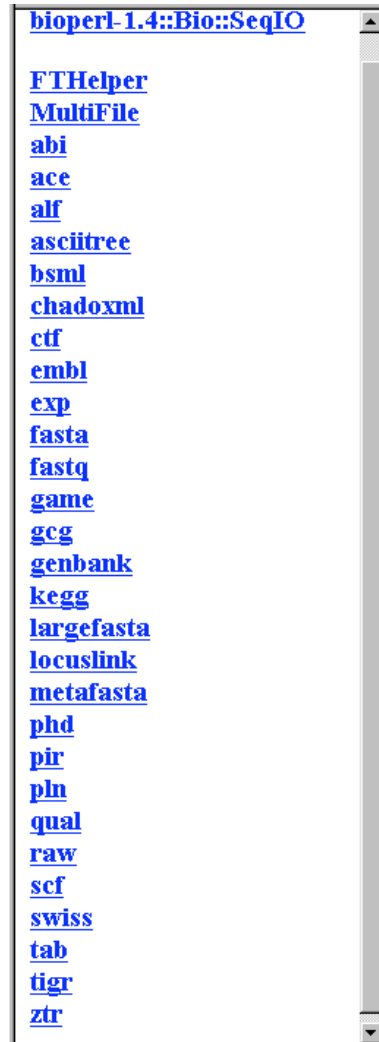 bioperl-1.4::Bio::SeqIO
FTHelper
MultiFile
abi
ace
alf
asciitree
bsml
chadoxml
ctf
embl
exp
fasta
fastq
game
gcg
genbank
kegg
largefasta
locuslink
metafasta
phd
pir
pln
qual
raw
scf
swiss
tab
tigr
ztr